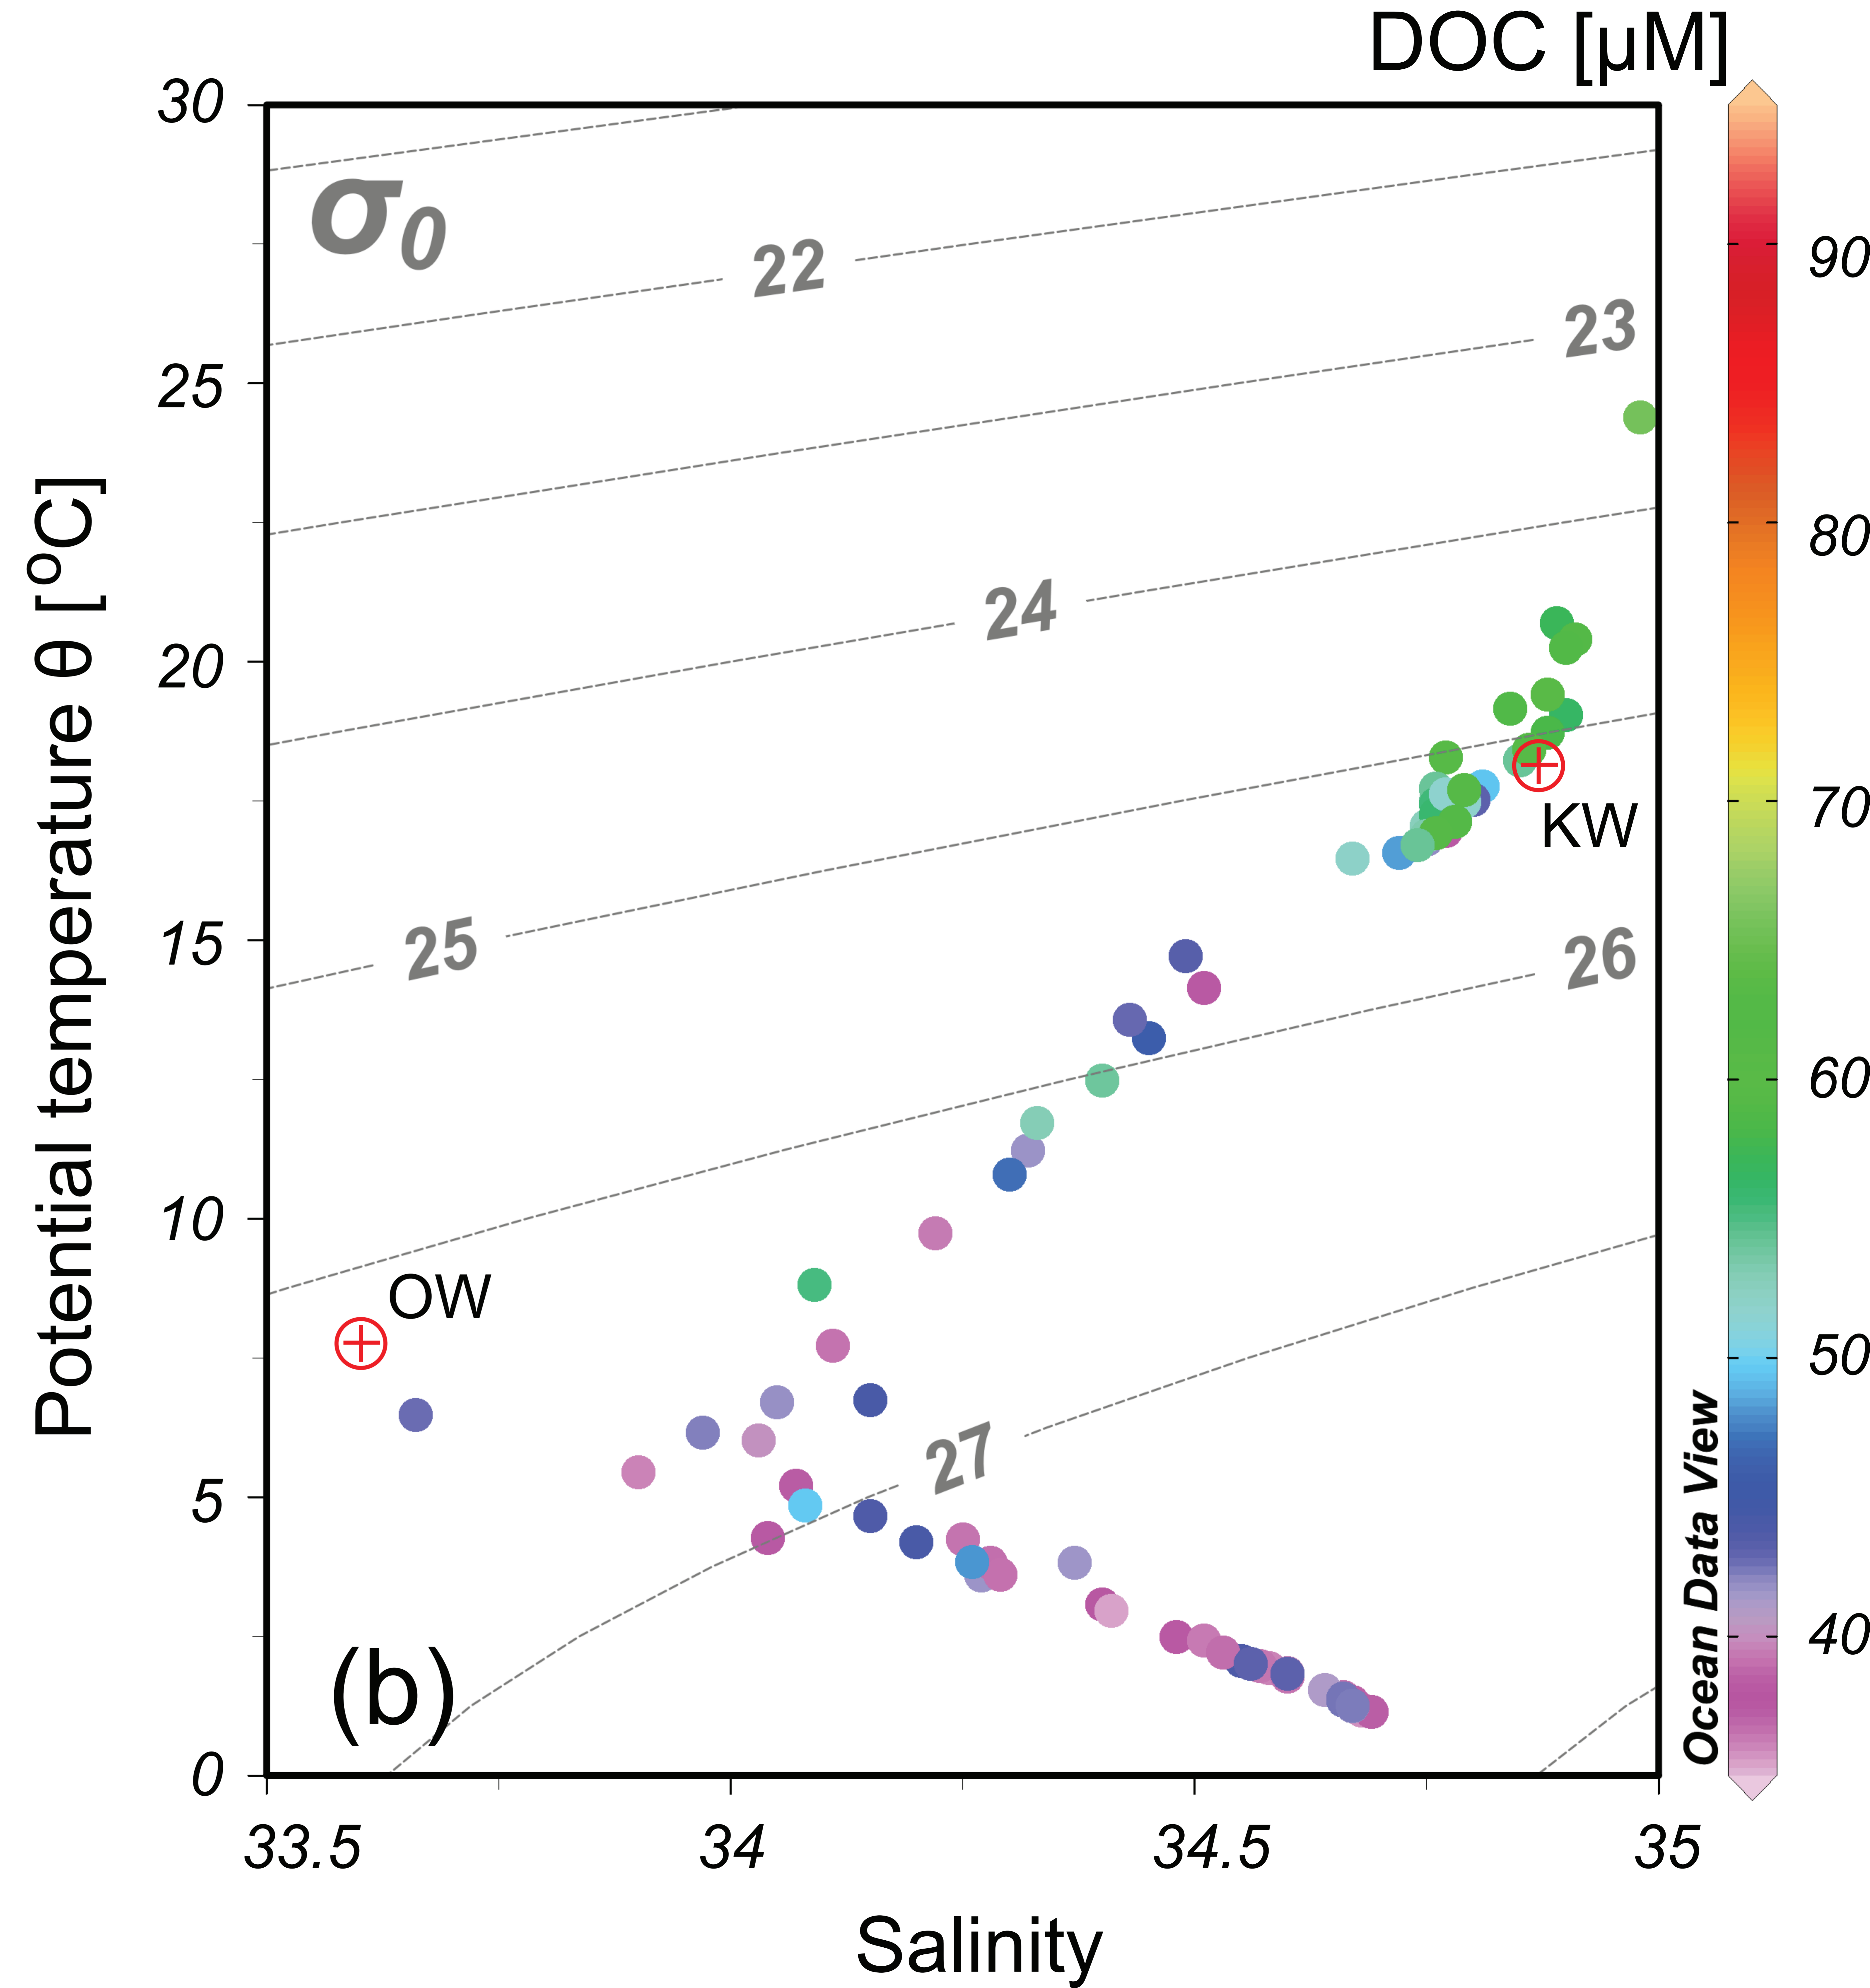 DOC [µM]
30
25
20
15
10
5
0
Potential temperature θ [°C]
σ0
22
23
24
25
26
27
KW
OW
(b)
33.5
34
34.5
35
Salinity
90
80
70
60
50
40
Ocean Data View